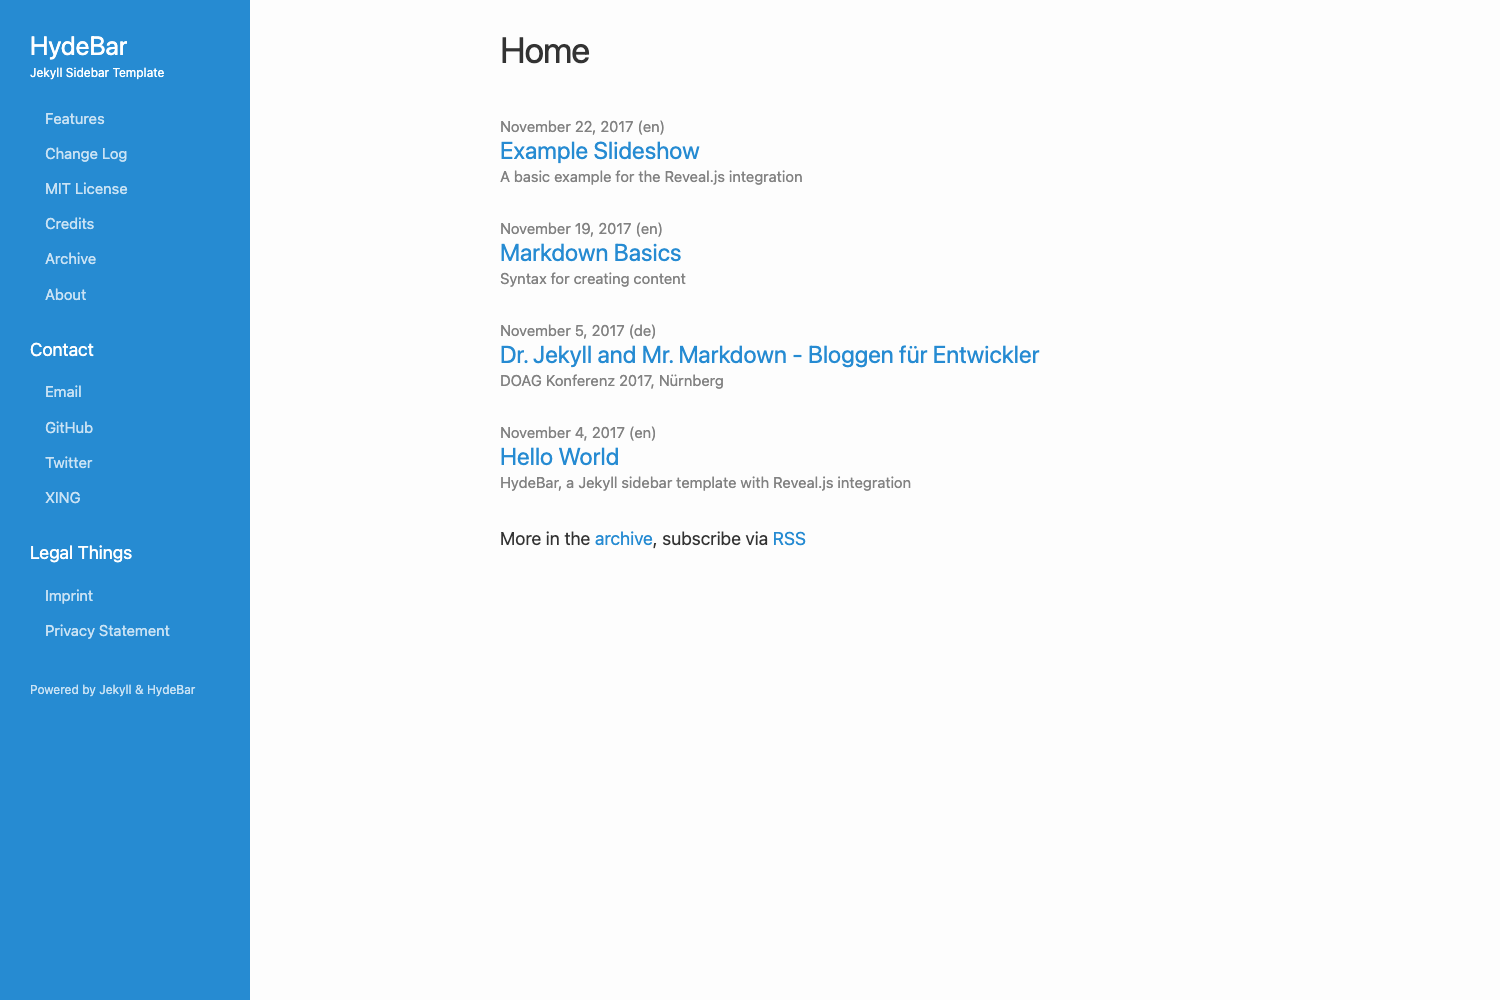 HydeBar
Jekyll Sidebar Template
Features
Change Log
MIT License
Credits
Archive
About
Contact
Email
GitHub
Twitter
XING
Legal Things
Imprint
Privacy Statement
Powered by Jekyll & HydeBar
Home
November 22, 2017 (en)
Example Slideshow
A basic example for the Reveal.js integration
November 19, 2017 (en)
Markdown Basics
Syntax for creating content
November 5, 2017 (de)
Dr. Jekyll and Mr. Markdown - Bloggen für Entwickler
DOAG Konferenz 2017, Nürnberg
November 4, 2017 (en)
Hello World
HydeBar, a Jekyll sidebar template with Reveal.js integration
More in the archive, subscribe via RSS